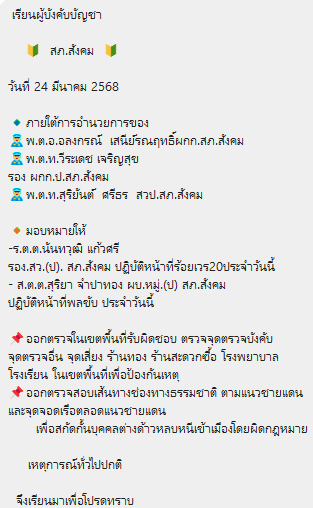 เรียนผู้บังคับบัญชา
🔰 สภ.สังคม 🔰
วันที่ 24 มีนาคม 2568
🔹ภายใต้การอำนวยการของ
👮พ.ต.อ.อลงกรณ์ เสนีย์รณฤทธิ์ผกก.สภ.สังคม
👮พ.ต.ท.วีระเดช เจริญสุข
รอง ผกก.ป.สภ.สังคม
👮พ.ต.ท.สุริยันต์ ศรีธร สวป.สภ.สังคม
🔸มอบหมายให้
-ร.ต.ต.นันทวุฒิ แก้วศรี
รอง.สว.(ป). สภ.สังคม ปฏิบัติหน้าที่ร้อยเวร20ประจำวันนี้
- ส.ต.ต.สุริยา จำปาทอง ผบ.หมู่.(ป) สภ.สังคม
ปฏิบัติหน้าที่พลขับ ประจำวันนี้
📌ออกตรวจในเขตพื้นที่รับผิดชอบ ตรวจจุดตรวจบังคับ
จุดตรวจอื่น จุดเสี่ยง ร้านทอง ร้านสะดวกซื้อ โรงพยาบาล
โรงเรียน ในเขตพื้นที่เพื่อป้องกันเหตุ
📌ออกตรวจสอบเส้นทางช่องทางธรรมชาติ ตามแนวชายแดน
และจุดจอดเรือตลอดแนวชายแดน
เพื่อสกัดกั้นบุคคลต่างด้าวหลบหนีเข้าเมืองโดยผิดกฎหมาย
เหตุการณ์ทั่วไปปกติ
จึงเรียนมาเพื่อโปรดทราบ